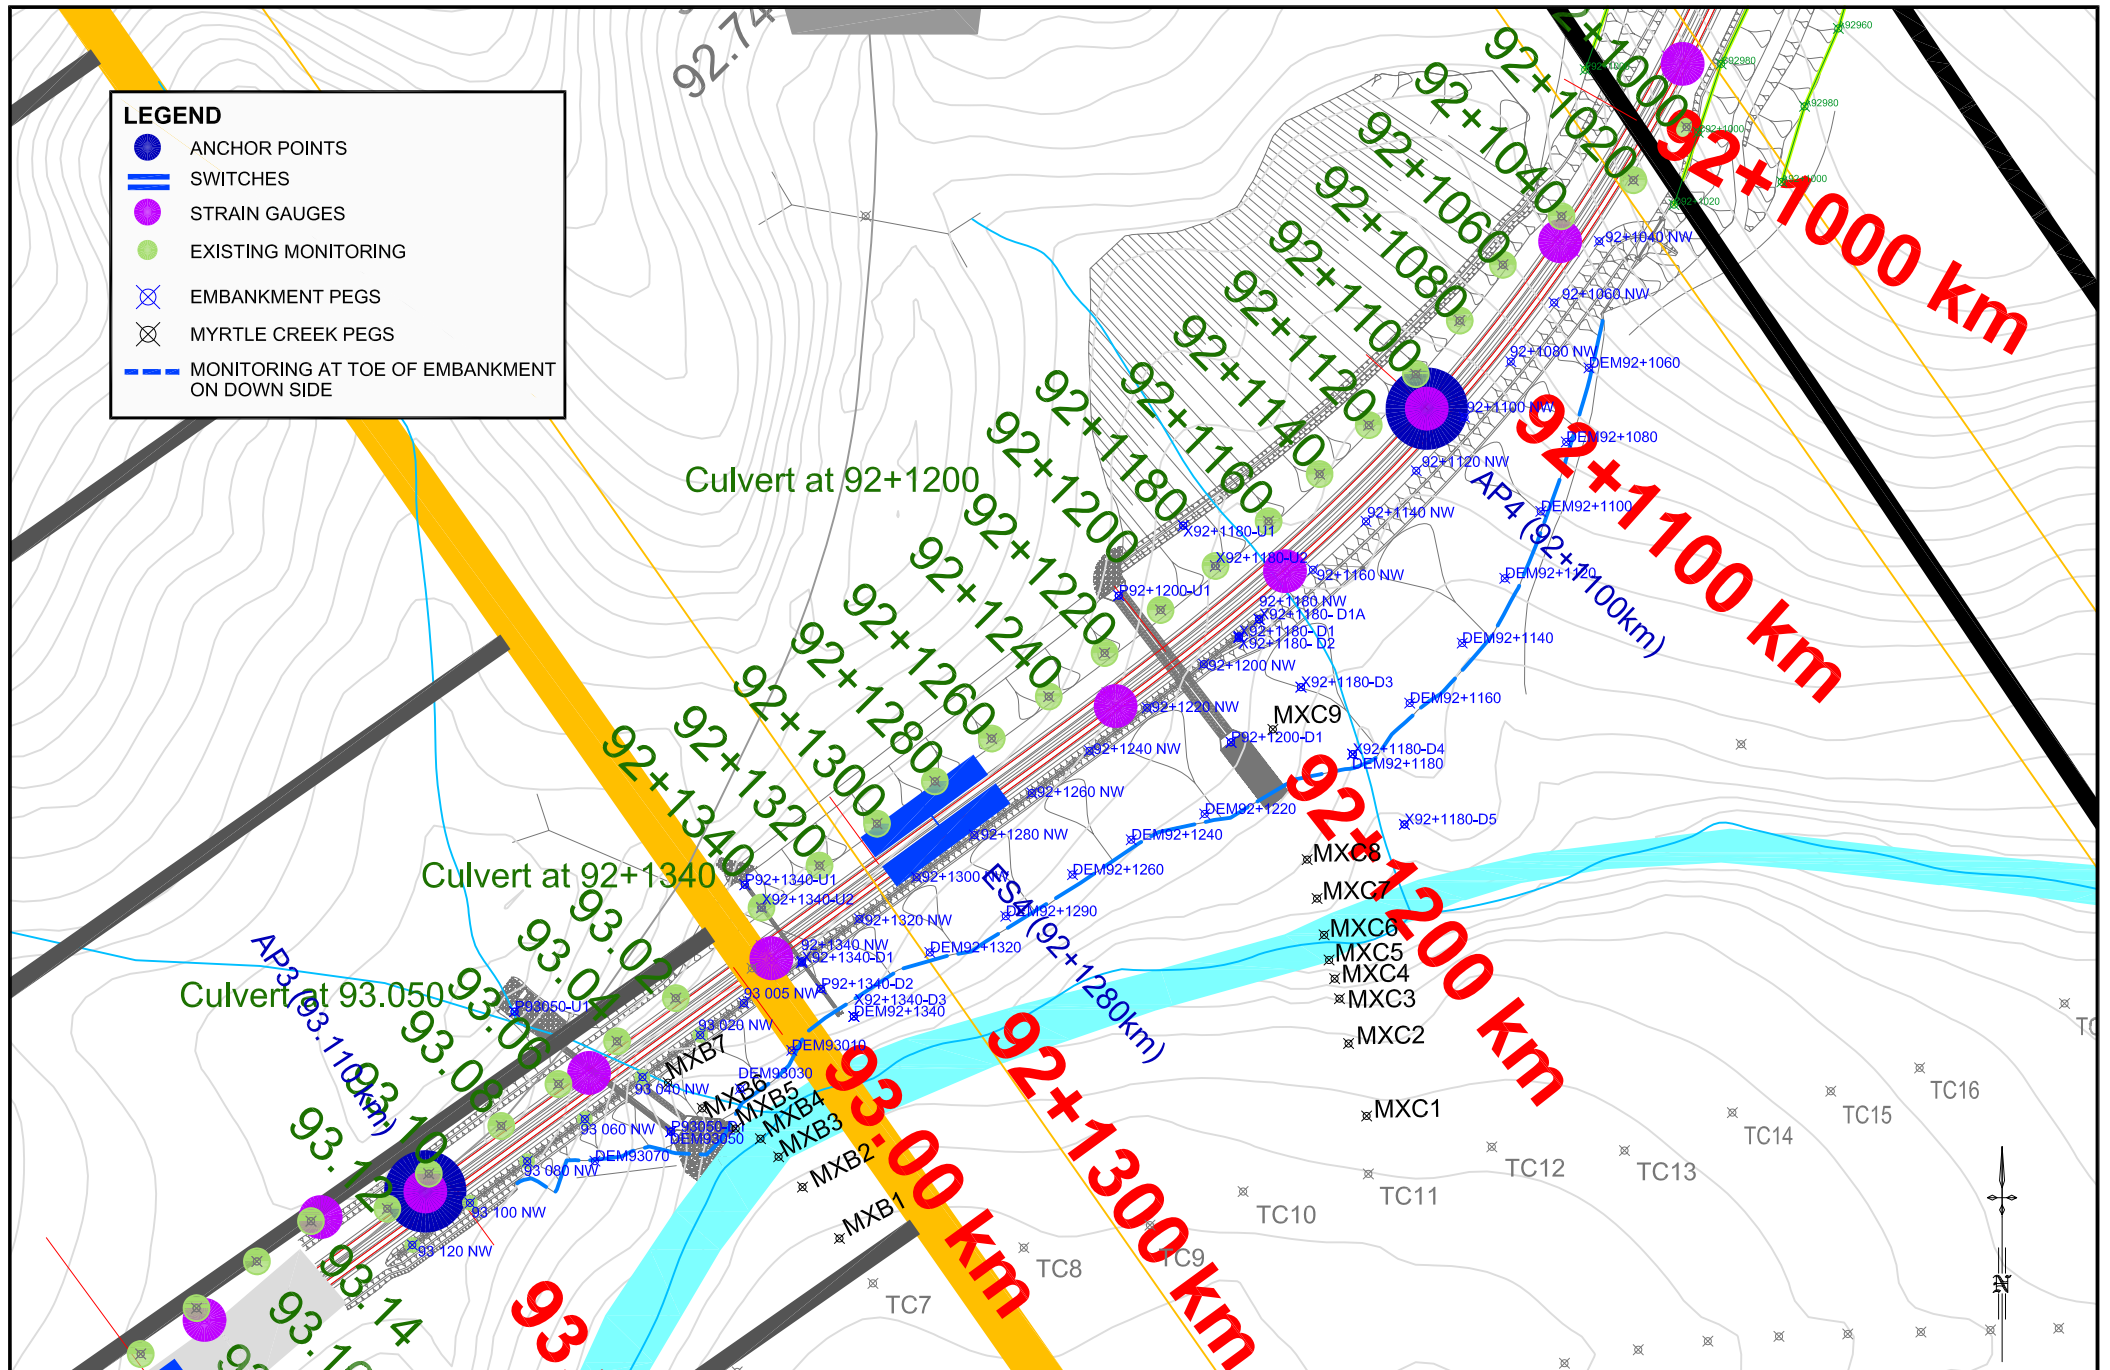 LEGEND
ANCHOR POINTS
SWITCHES
STRAIN GAUGES
EXISTING MONITORING
EMBANKMENT PEGS
MYRTLE CREEK PEGS
MONITORING AT TOE OF EMBANKMENT
ON DOWN SIDE
92.74
92+1000
92+1020
92+1040
92+1060
92+1080
92+1100
92+1120
92+1140
92+1160
92+1180
92+1200
92+1220
92+1240
92+1260
92+1280
92+1300
92+1320
92+1340
93.02
93.04
93.06
93.08
93.10
93.12
93.14
Culvert at 92+1200
Culvert at 92+1340
Culvert at 93.050
92+1000 km
92+1100 km
92+1200 km
92+1300 km
93.00 km
93
AP4 (92+1100km)
ES4 (92+1280km)
AP3 (93.110km)
A92960
S92980
A92980
S92+1000
A92+1000
92+1020
92+1040 NW
92+1060 NW
92+1080 NW
92+1100 NW
92+1120 NW
92+1140 NW
92+1160 NW
92+1180 NW
92+1200 NW
92+1220 NW
92+1240 NW
92+1260 NW
92+1280 NW
92+1300 NW
92+1320 NW
92+1340 NW
93 005 NW
93 020 NW
93 040 NW
93 060 NW
93 080 NW
93 100 NW
93 120 NW
DEM92+1060
DEM92+1080
DEM92+1100
DEM92+1120
DEM92+1140
DEM92+1160
DEM92+1180
DEM92+1220
DEM92+1240
DEM92+1260
DEM92+1290
DEM92+1320
DEM92+1340
DEM93010
DEM93030
DEM93050
DEM93070
X92+1180-U1
X92+1180-U2
X92+1180- D1A
X92+1180- D1
X92+1180- D2
X92+1180-D3
X92+1180-D4
X92+1180-D5
P92+1200-U1
P92+1200-D1
P92+1340-U1
X92+1340-U2
X92+1340-D1
P92+1340-D2
X92+1340-D3
P93050-U1
P93050-D1
MXC9
MXC8
MXC7
MXC6
MXC5
MXC4
MXC3
MXC2
MXC1
MXB7
MXB6
MXB5
MXB4
MXB3
MXB2
MXB1
TC7
TC8
TC9
TC10
TC11
TC12
TC13
TC14
TC15
TC16
N